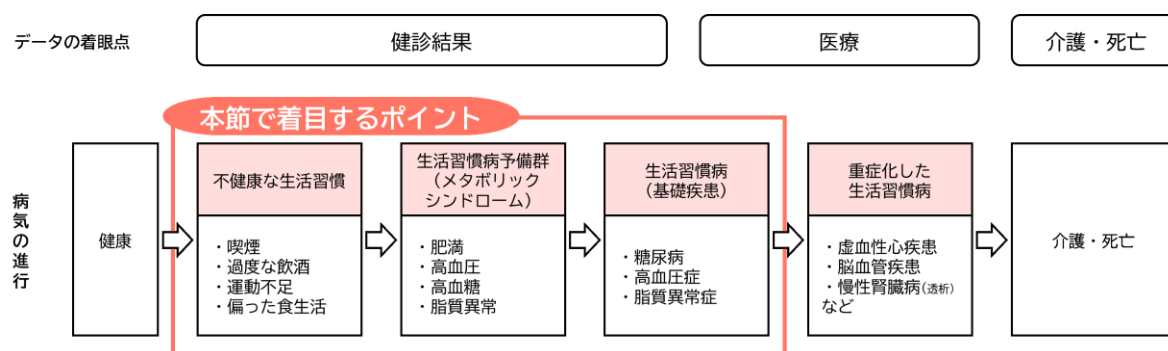 データの着眼点
健診結果
医療
介護・死亡
本節で着目するポイント
病気の進行
健康
不健康な生活習慣
・喫煙
・過度な飲酒
・運動不足
・偏った食生活
生活習慣病予備群
（メタボリック
シンドローム）
・肥満
・高血圧
・高血糖
・脂質異常
生活習慣病
（基礎疾患）
・糖尿病
・高血圧症
・脂質異常症
重症化した
生活習慣病
・虚血性心疾患
・脳血管疾患
・慢性腎臓病(透析)
など
介護・死亡